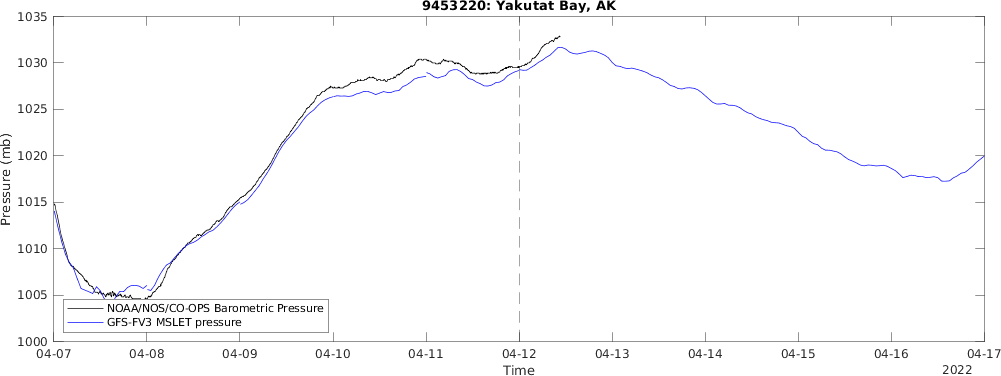 9453220: Yakutat Bay, AK
Pressure (mb)
1035
1030
1025
1020
1015
1010
1005
1000
NOAA/NOS/CO-OPS Barometric Pressure
GFS-FV3 MSLET pressure
04-07 04-08 04-09 04-10 04-11 04-12 04-13 04-14 04-15 04-16 04-17
Time
2022